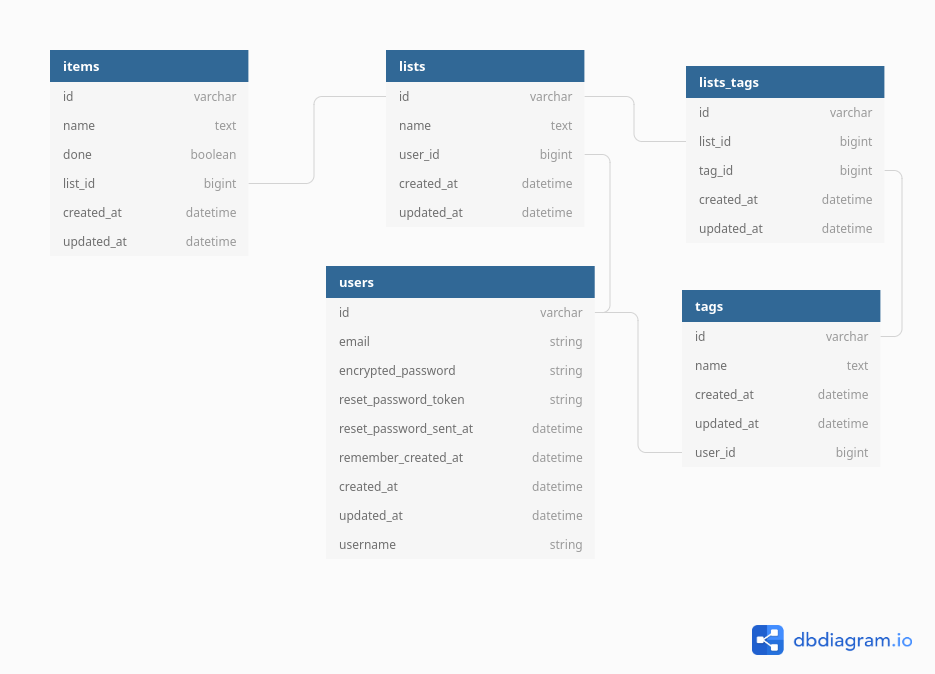 items
id varchar
name text
done boolean
list_id bigint
created_at datetime
updated_at datetime
lists
id varchar
name text
user_id bigint
created_at datetime
updated_at datetime
lists_tags
id varchar
list_id bigint
tag_id bigint
created_at datetime
updated_at datetime
users
id varchar
email string
encrypted_password string
reset_password_token string
reset_password_sent_at datetime
remember_created_at datetime
created_at datetime
updated_at datetime
username string
tags
id varchar
name text
created_at datetime
updated_at datetime
user_id bigint
dbdiagram.io